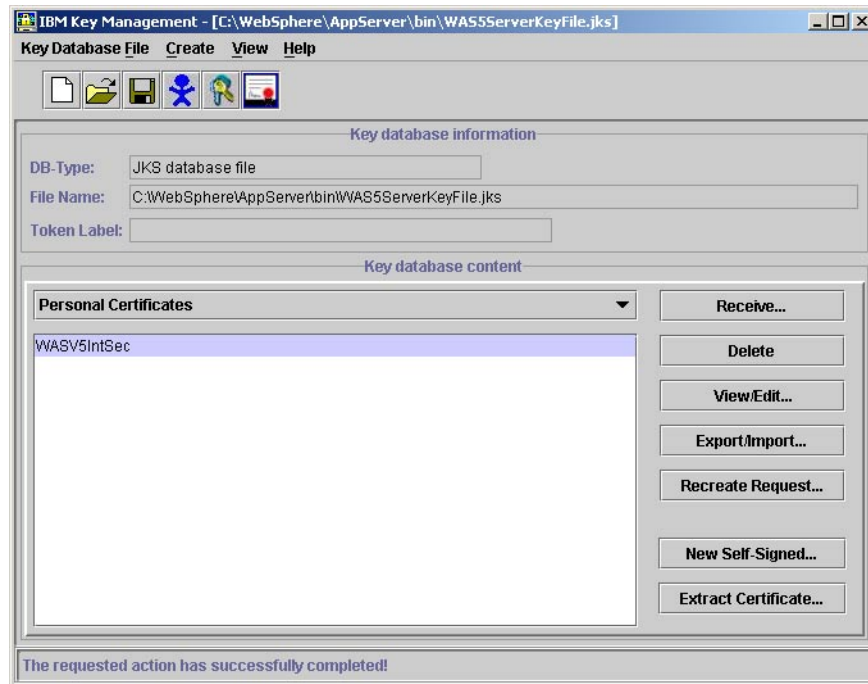 IBM Key Management - [C:\WebSphere\AppServer\bin\WAS5ServerKeyFile.jks]
Key Database File Create View Help
Key database information
DB-Type: JKS database file
File Name: C:\WebSphere\AppServer\bin\WAS5ServerKeyFile.jks
Token Label:
Key database content
Personal Certificates
Receive...
WASV5IntSec
Delete
View/Edit...
Export/Import...
Recreate Request...
New Self-Signed...
Extract Certificate...
The requested action has successfully completed!